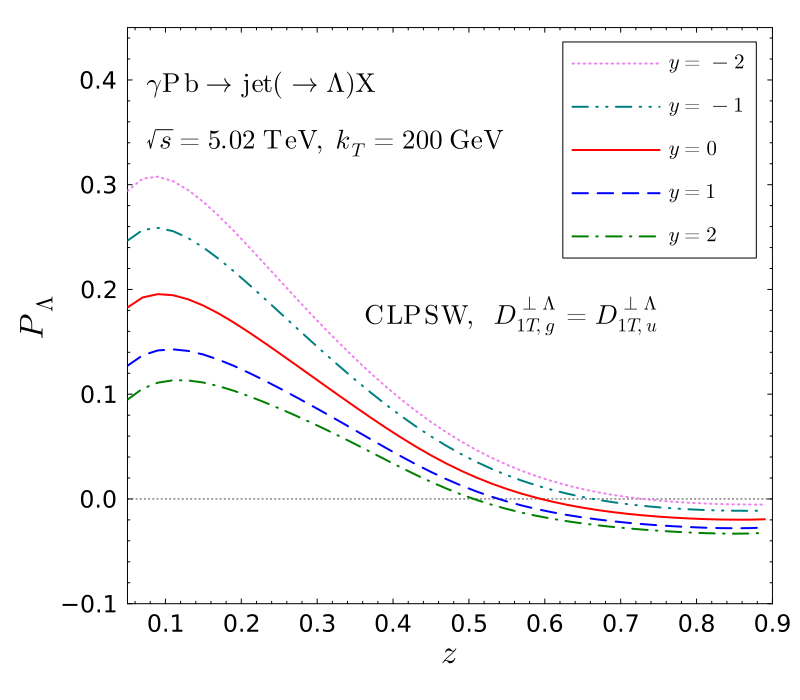 γPb → jet( → Λ)X
√s = 5.02 TeV, k_T = 200 GeV
y = − 2
y = − 1
y = 0
y = 1
y = 2
CLPSW, D_{1T,g}^{⊥Λ} = D_{1T,u}^{⊥Λ}
P_Λ
0.4
0.3
0.2
0.1
0.0
−0.1
0.1 0.2 0.3 0.4 0.5 0.6 0.7 0.8 0.9
z